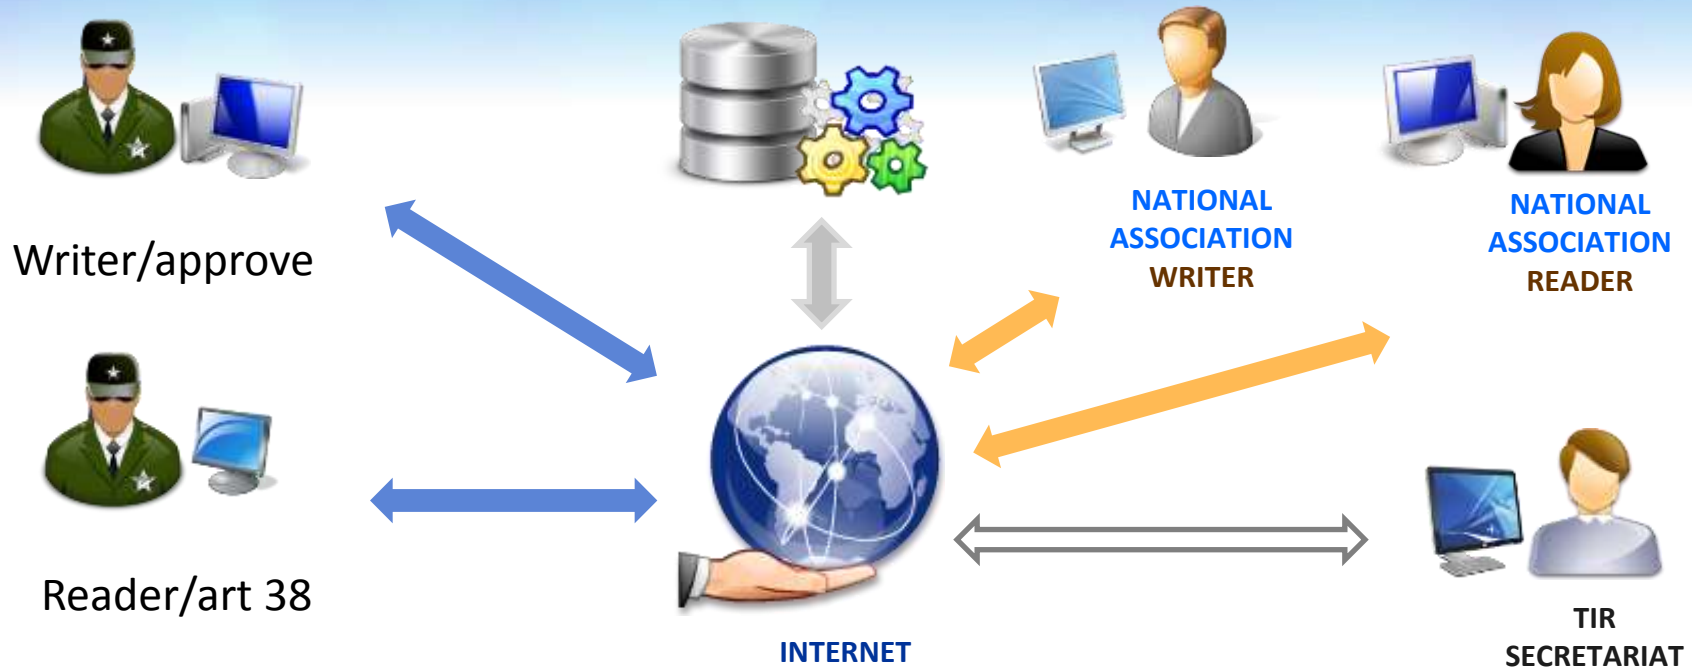 NATIONAL
ASSOCIATION
WRITER
NATIONAL
ASSOCIATION
READER
Writer/approve
Reader/art 38
INTERNET
TIR
SECRETARIAT